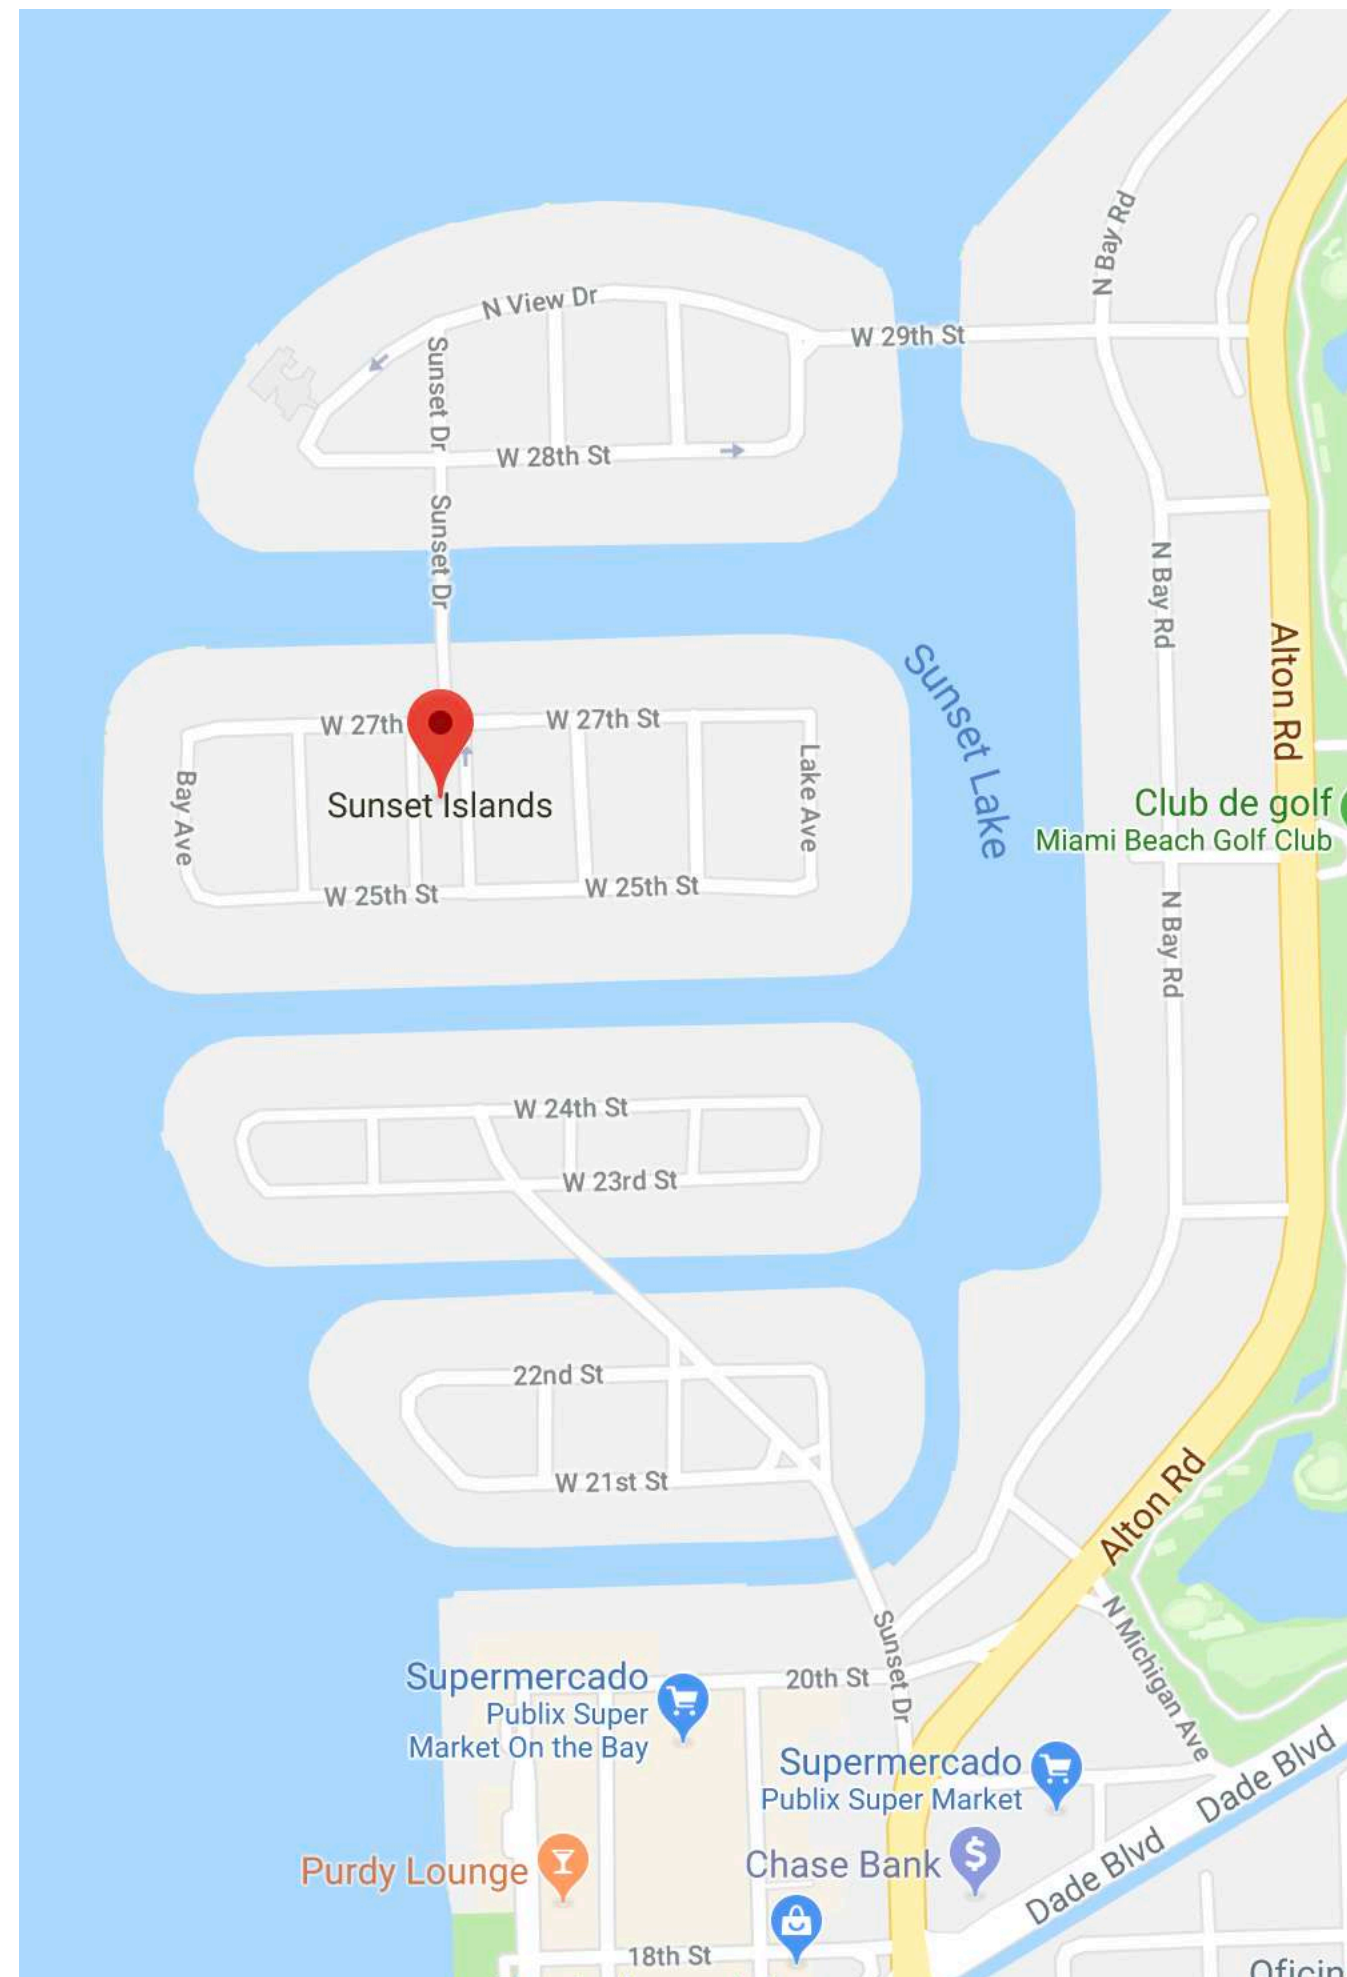 N Bay Rd
N View Dr
W 29th St
Sunset Dr
W 28th St
Sunset Dr
N Bay Rd
Alton Rd
Sunset Lake
W 27th
W 27th St
Bay Ave
Lake Ave
Sunset Islands
Club de golf
Miami Beach Golf Club
W 25th St
W 25th St
N Bay Rd
W 24th St
W 23rd St
22nd St
W 21st St
Alton Rd
N Michigan Ave
Sunset Dr
20th St
Supermercado
Publix Super
Market On the Bay
Supermercado
Publix Super Market
Dade Blvd
Dade Blvd
Purdy Lounge
Chase Bank
$
18th St